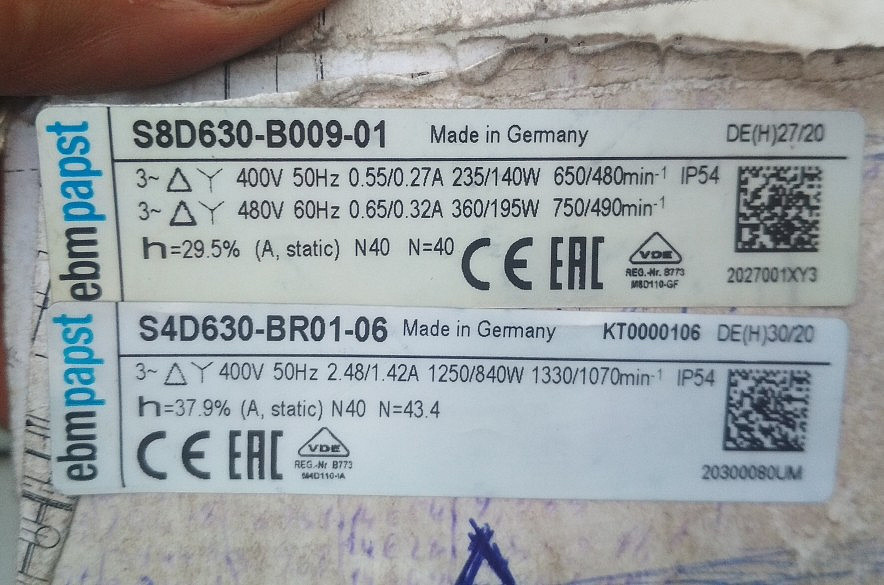 ebmpapst
S8D630-B009-01 Made in Germany DE(H)27/20
3~ △ Y 400V 50Hz 0.55/0.27A 235/140W 650/480min-1 IP54
3~ △ Y 480V 60Hz 0.65/0.32A 360/195W 750/490min-1
h=29.5% (A, static) N40 N=40
CE EAC VDE
REG.-Nr. B773
M8D110-GF
2027001XY3
ebmpapst
S4D630-BR01-06 Made in Germany KT0000106 DE(H)30/20
3~ △ Y 400V 50Hz 2.48/1.42A 1250/840W 1330/1070min-1 IP54
h=37.9% (A, static) N40 N=43.4
CE EAC VDE
REG.-Nr B773
M4D110-IA
20300080UM